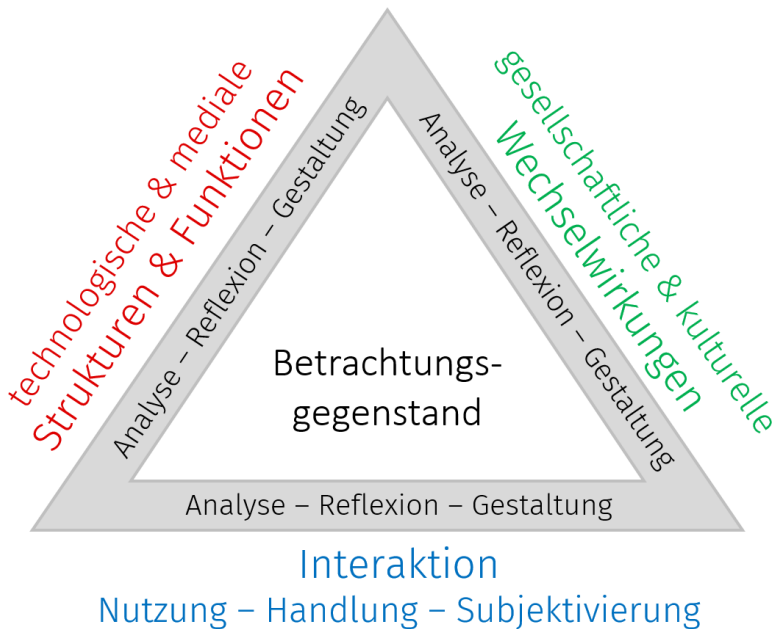 technologische & mediale
Strukturen & Funktionen
Analyse – Reflexion – Gestaltung
gesellschaftliche & kulturelle
Wechselwirkungen
Analyse – Reflexion – Gestaltung
Betrachtungs-
gegenstand
Analyse – Reflexion – Gestaltung
Interaktion
Nutzung – Handlung – Subjektivierung